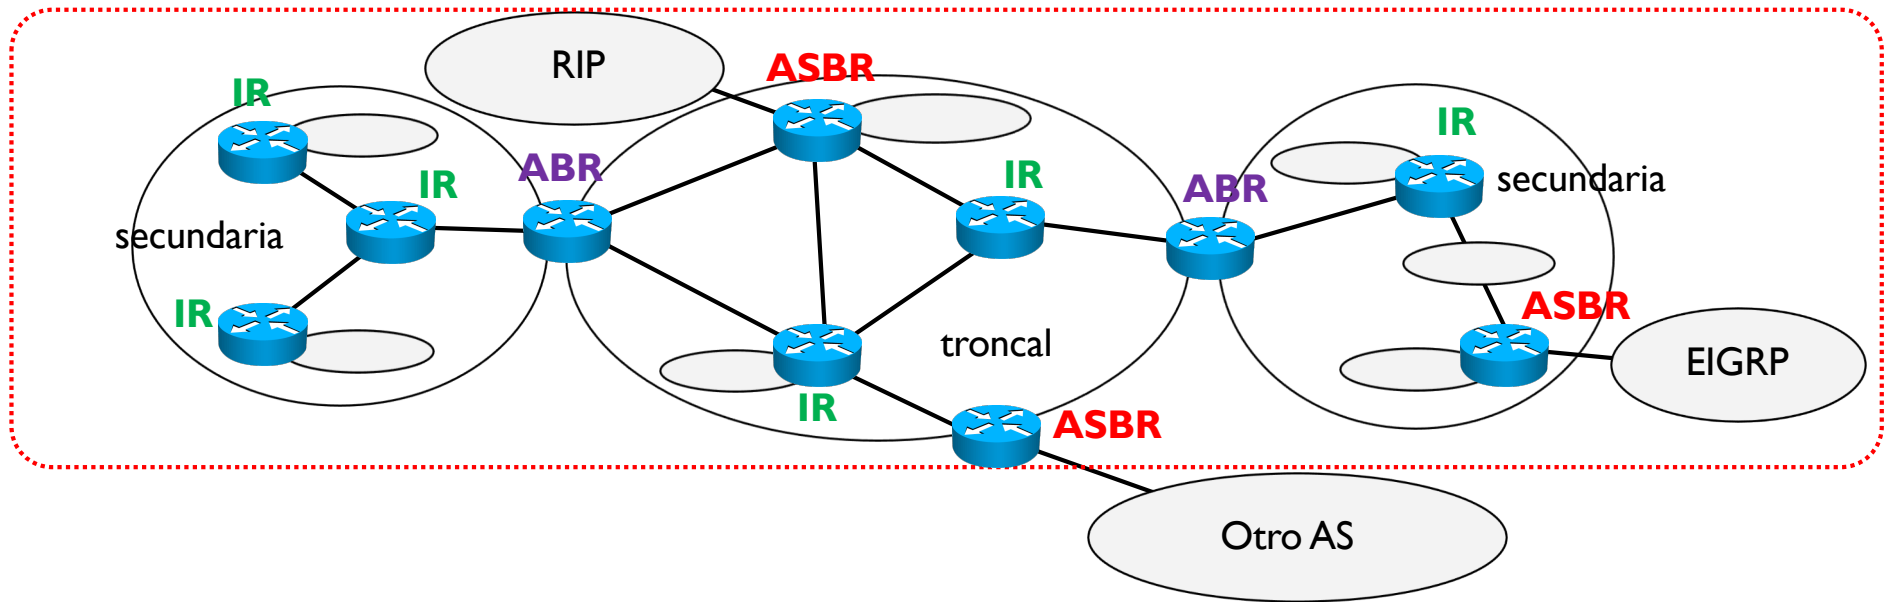 RIP
ASBR
IR
IR
ABR
IR
IR
ABR
secundaria
secundaria
IR
ASBR
troncal
EIGRP
IR
ASBR
Otro AS